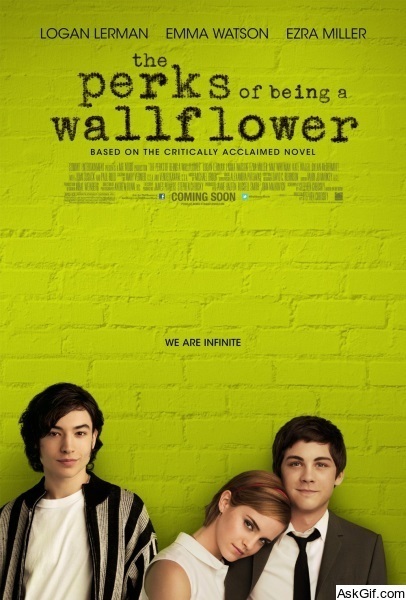 LOGAN LERMAN EMMA WATSON EZRA MILLER
the
perks of being a
wallflower
BASED ON THE CRITICALLY ACCLAIMED NOVEL
COMING SOON
WE ARE INFINITE
AskGif.com